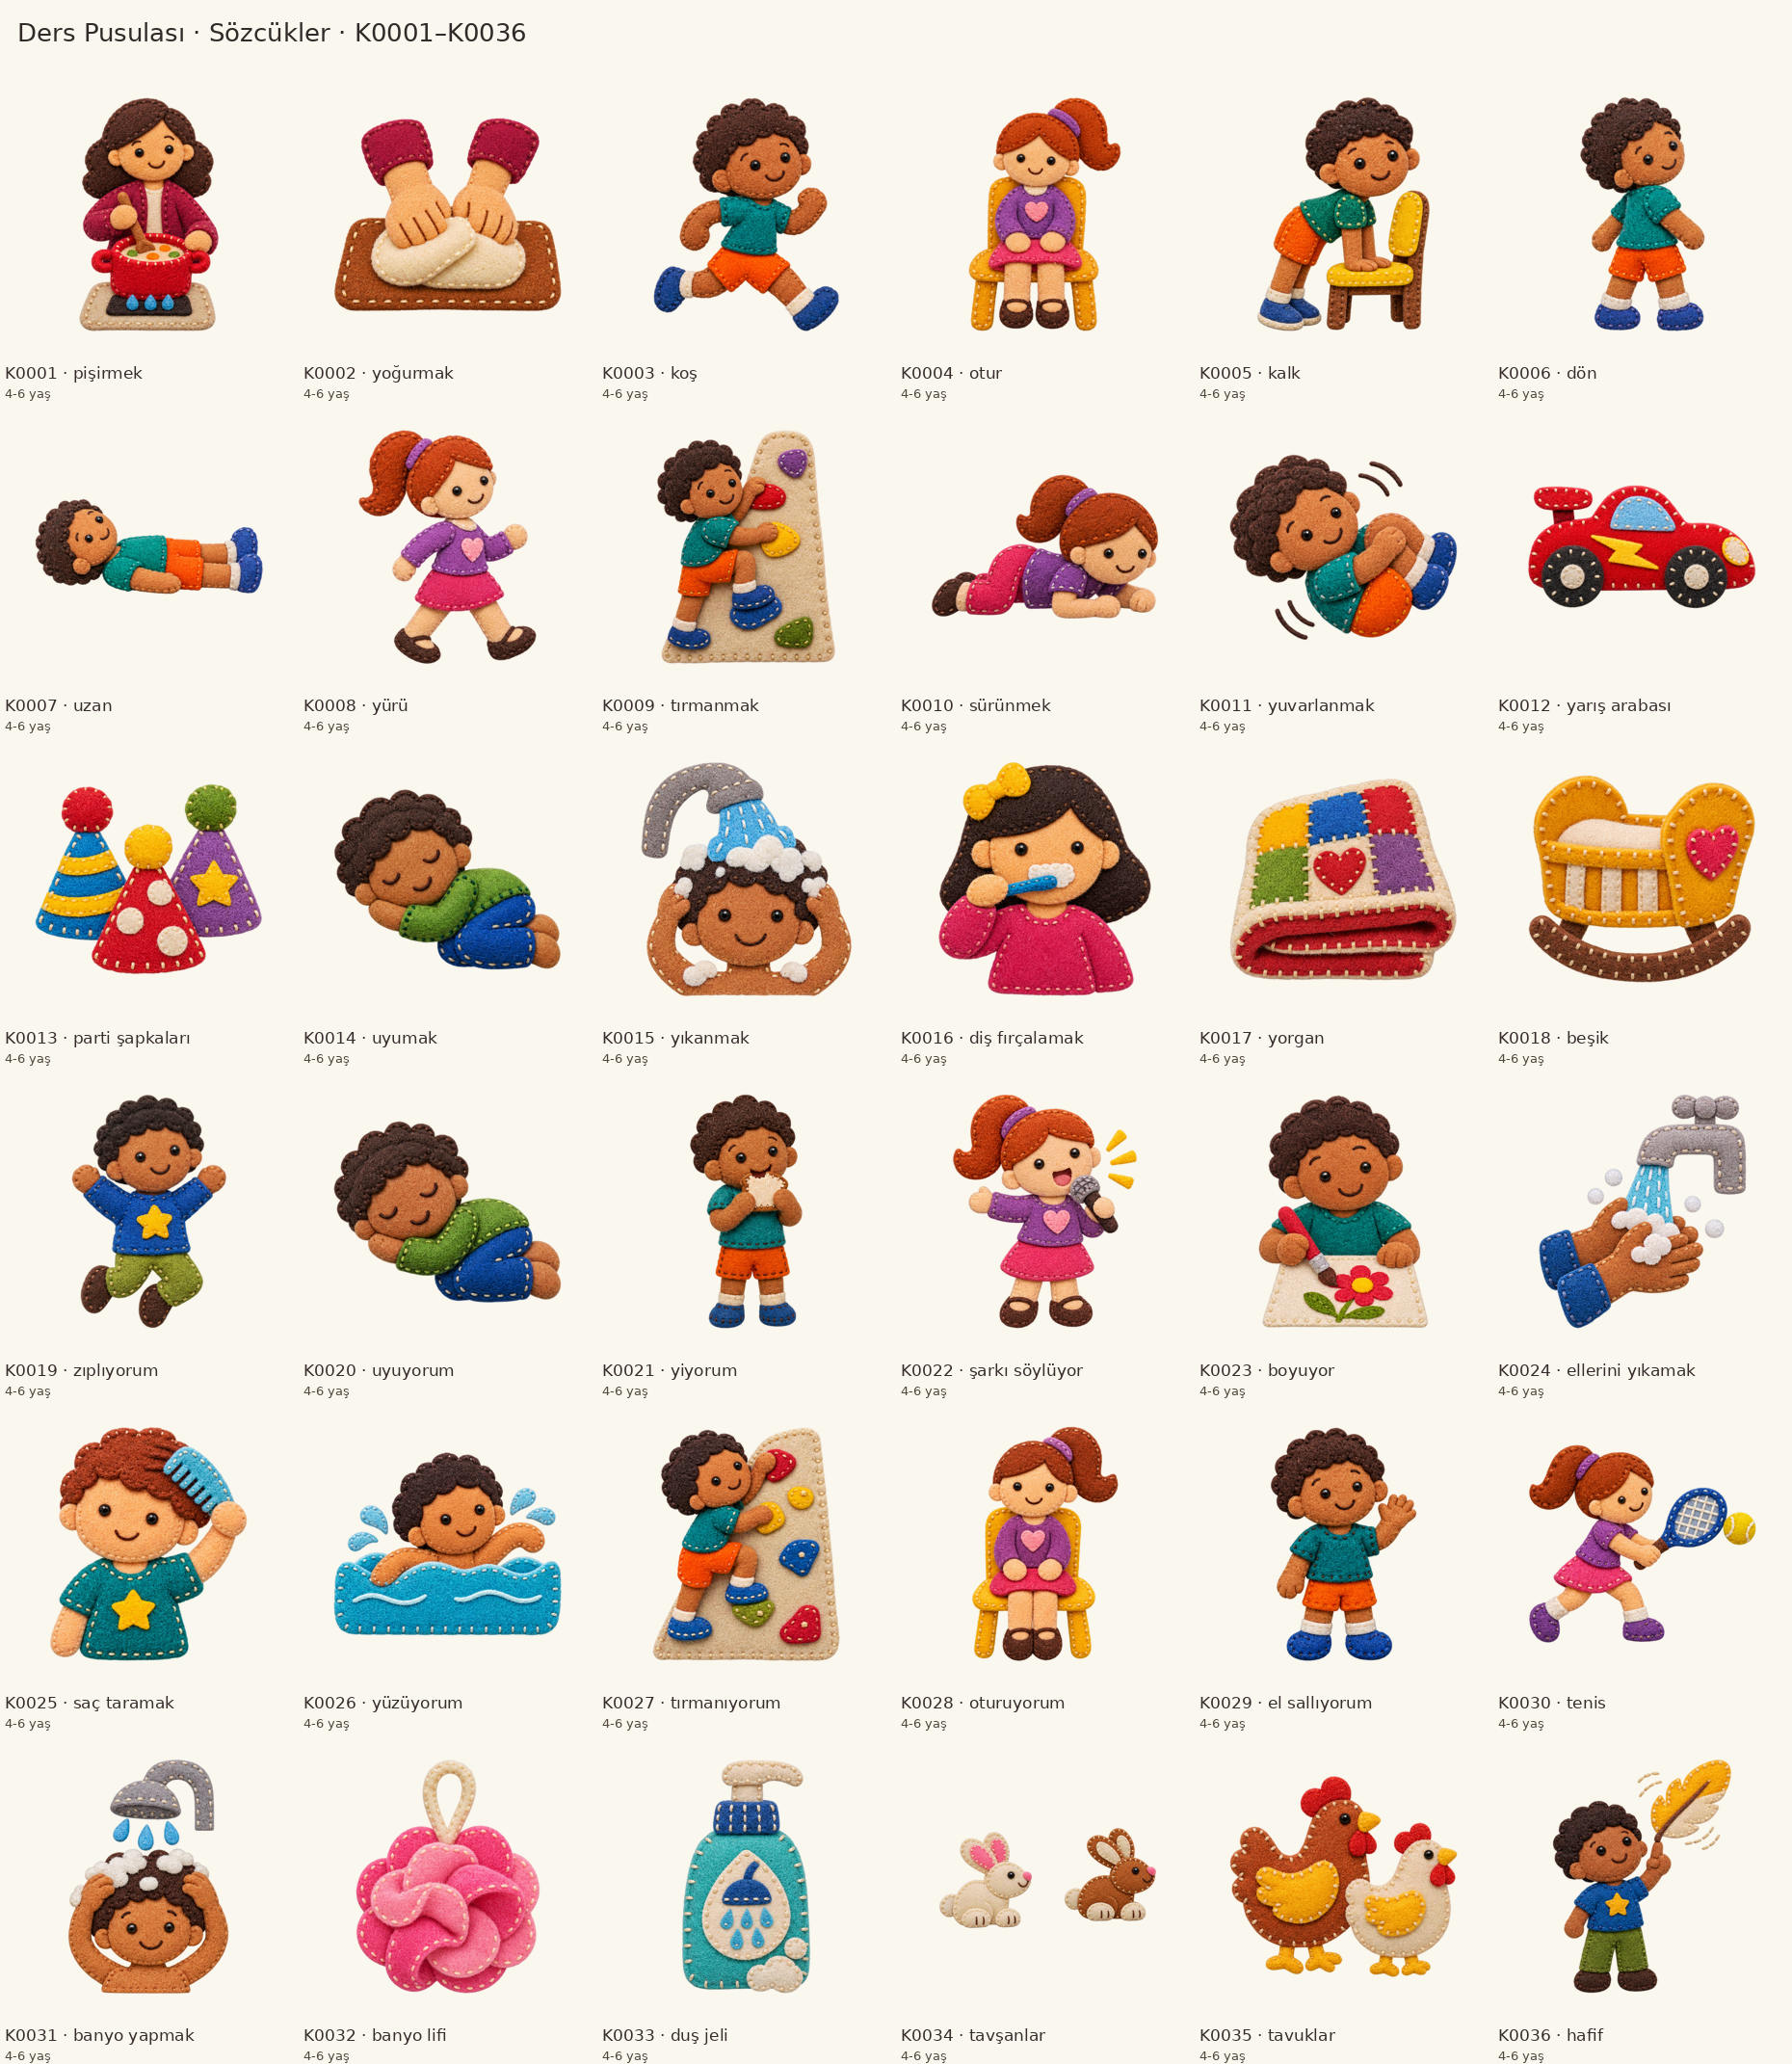 Ders Pusulası · Sözcükler · K0001–K0036
K0001 · pişirmek
4-6 yaş
K0002 · yoğurmak
4-6 yaş
K0003 · koş
4-6 yaş
K0004 · otur
4-6 yaş
K0005 · kalk
4-6 yaş
K0006 · dön
4-6 yaş
K0007 · uzan
4-6 yaş
K0008 · yürü
4-6 yaş
K0009 · tırmanmak
4-6 yaş
K0010 · sürünmek
4-6 yaş
K0011 · yuvarlanmak
4-6 yaş
K0012 · yarış arabası
4-6 yaş
K0013 · parti şapkaları
4-6 yaş
K0014 · uyumak
4-6 yaş
K0015 · yıkanmak
4-6 yaş
K0016 · diş fırçalamak
4-6 yaş
K0017 · yorgan
4-6 yaş
K0018 · beşik
4-6 yaş
K0019 · zıplıyorum
4-6 yaş
K0020 · uyuyorum
4-6 yaş
K0021 · yiyorum
4-6 yaş
K0022 · şarkı söylüyor
4-6 yaş
K0023 · boyuyor
4-6 yaş
K0024 · ellerini yıkamak
4-6 yaş
K0025 · saç taramak
4-6 yaş
K0026 · yüzüyorum
4-6 yaş
K0027 · tırmanıyorum
4-6 yaş
K0028 · oturuyorum
4-6 yaş
K0029 · el sallıyorum
4-6 yaş
K0030 · tenis
4-6 yaş
K0031 · banyo yapmak
4-6 yaş
K0032 · banyo lifi
4-6 yaş
K0033 · duş jeli
4-6 yaş
K0034 · tavşanlar
4-6 yaş
K0035 · tavuklar
4-6 yaş
K0036 · hafif
4-6 yaş